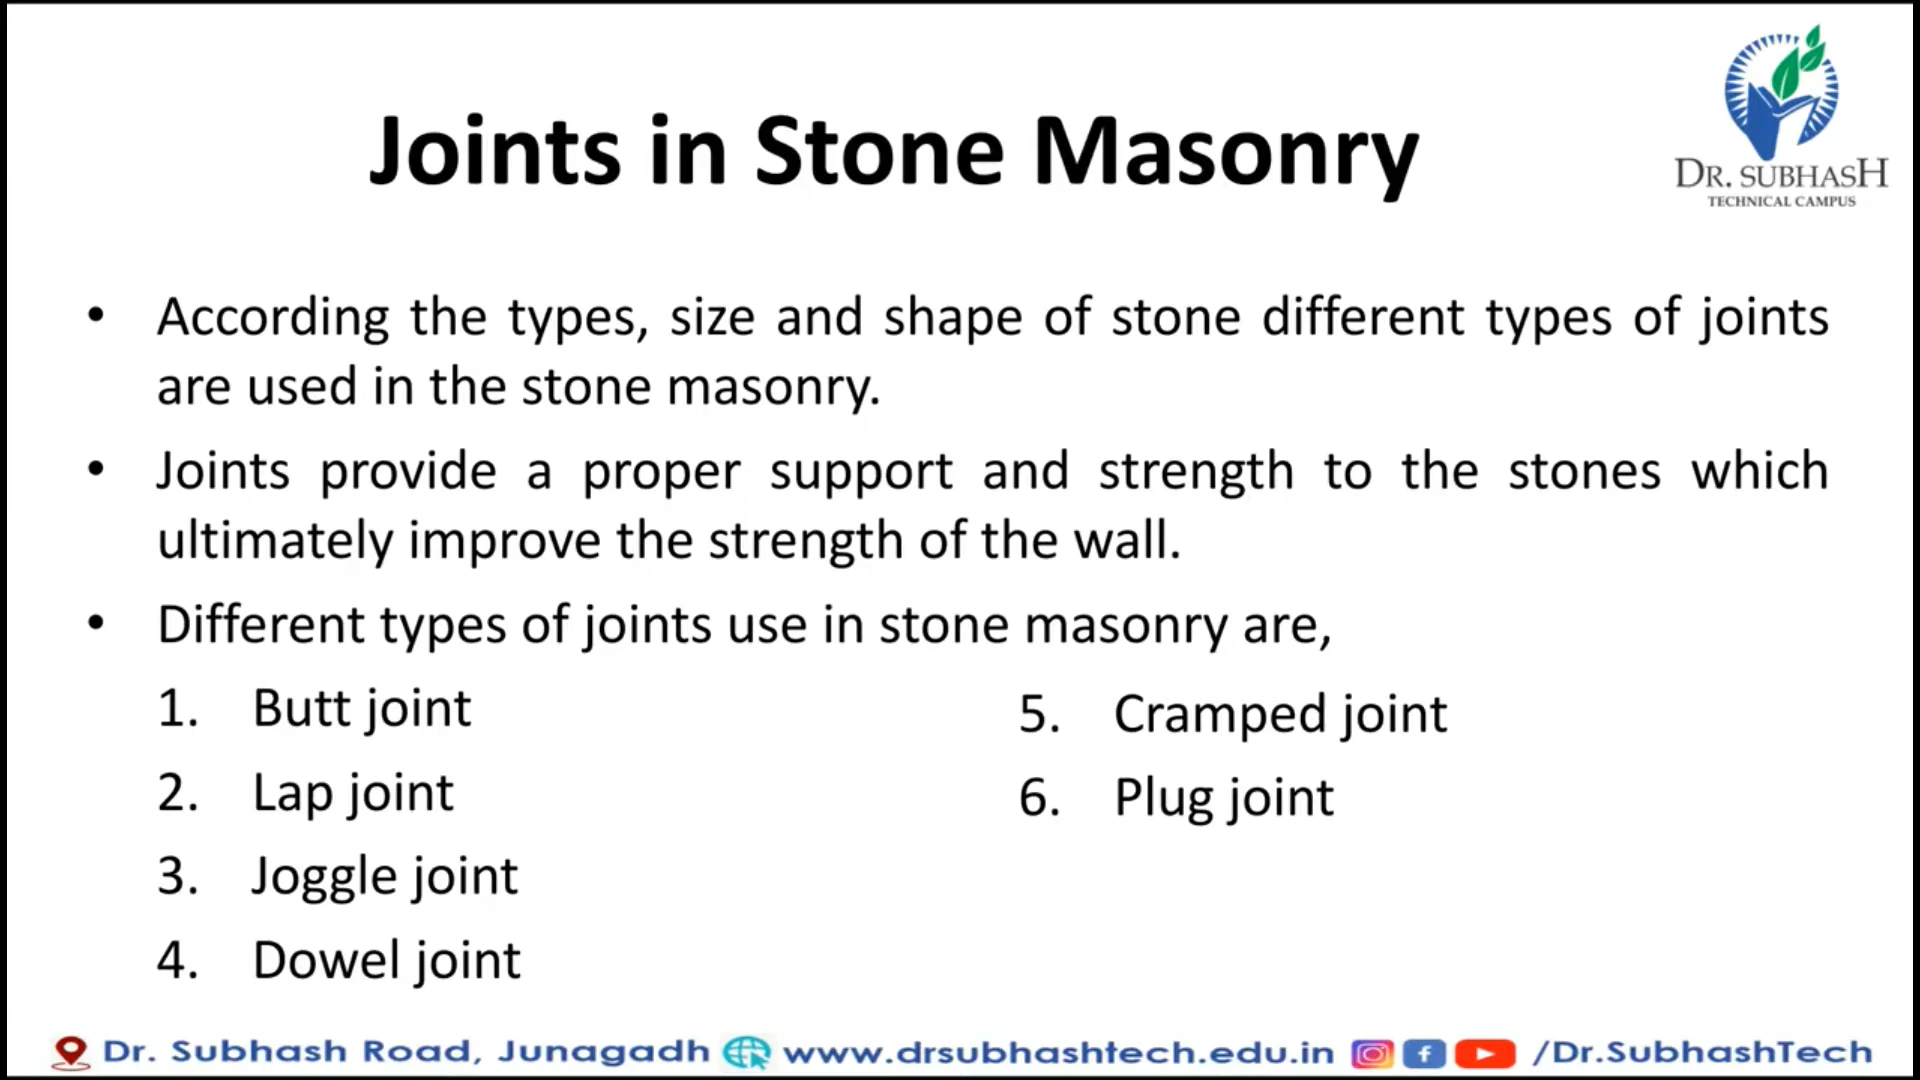 Joints in Stone Masonry
DR. SUBHASH
TECHNICAL CAMPUS
• According the types, size and shape of stone different types of joints
are used in the stone masonry.
• Joints provide a proper support and strength to the stones which
ultimately improve the strength of the wall.
• Different types of joints use in stone masonry are,
1. Butt joint
2. Lap joint
3. Joggle joint
4. Dowel joint
5. Cramped joint
6. Plug joint
Dr. Subhash Road, Junagadh www.drsubhashtech.edu.in /Dr.SubhashTech